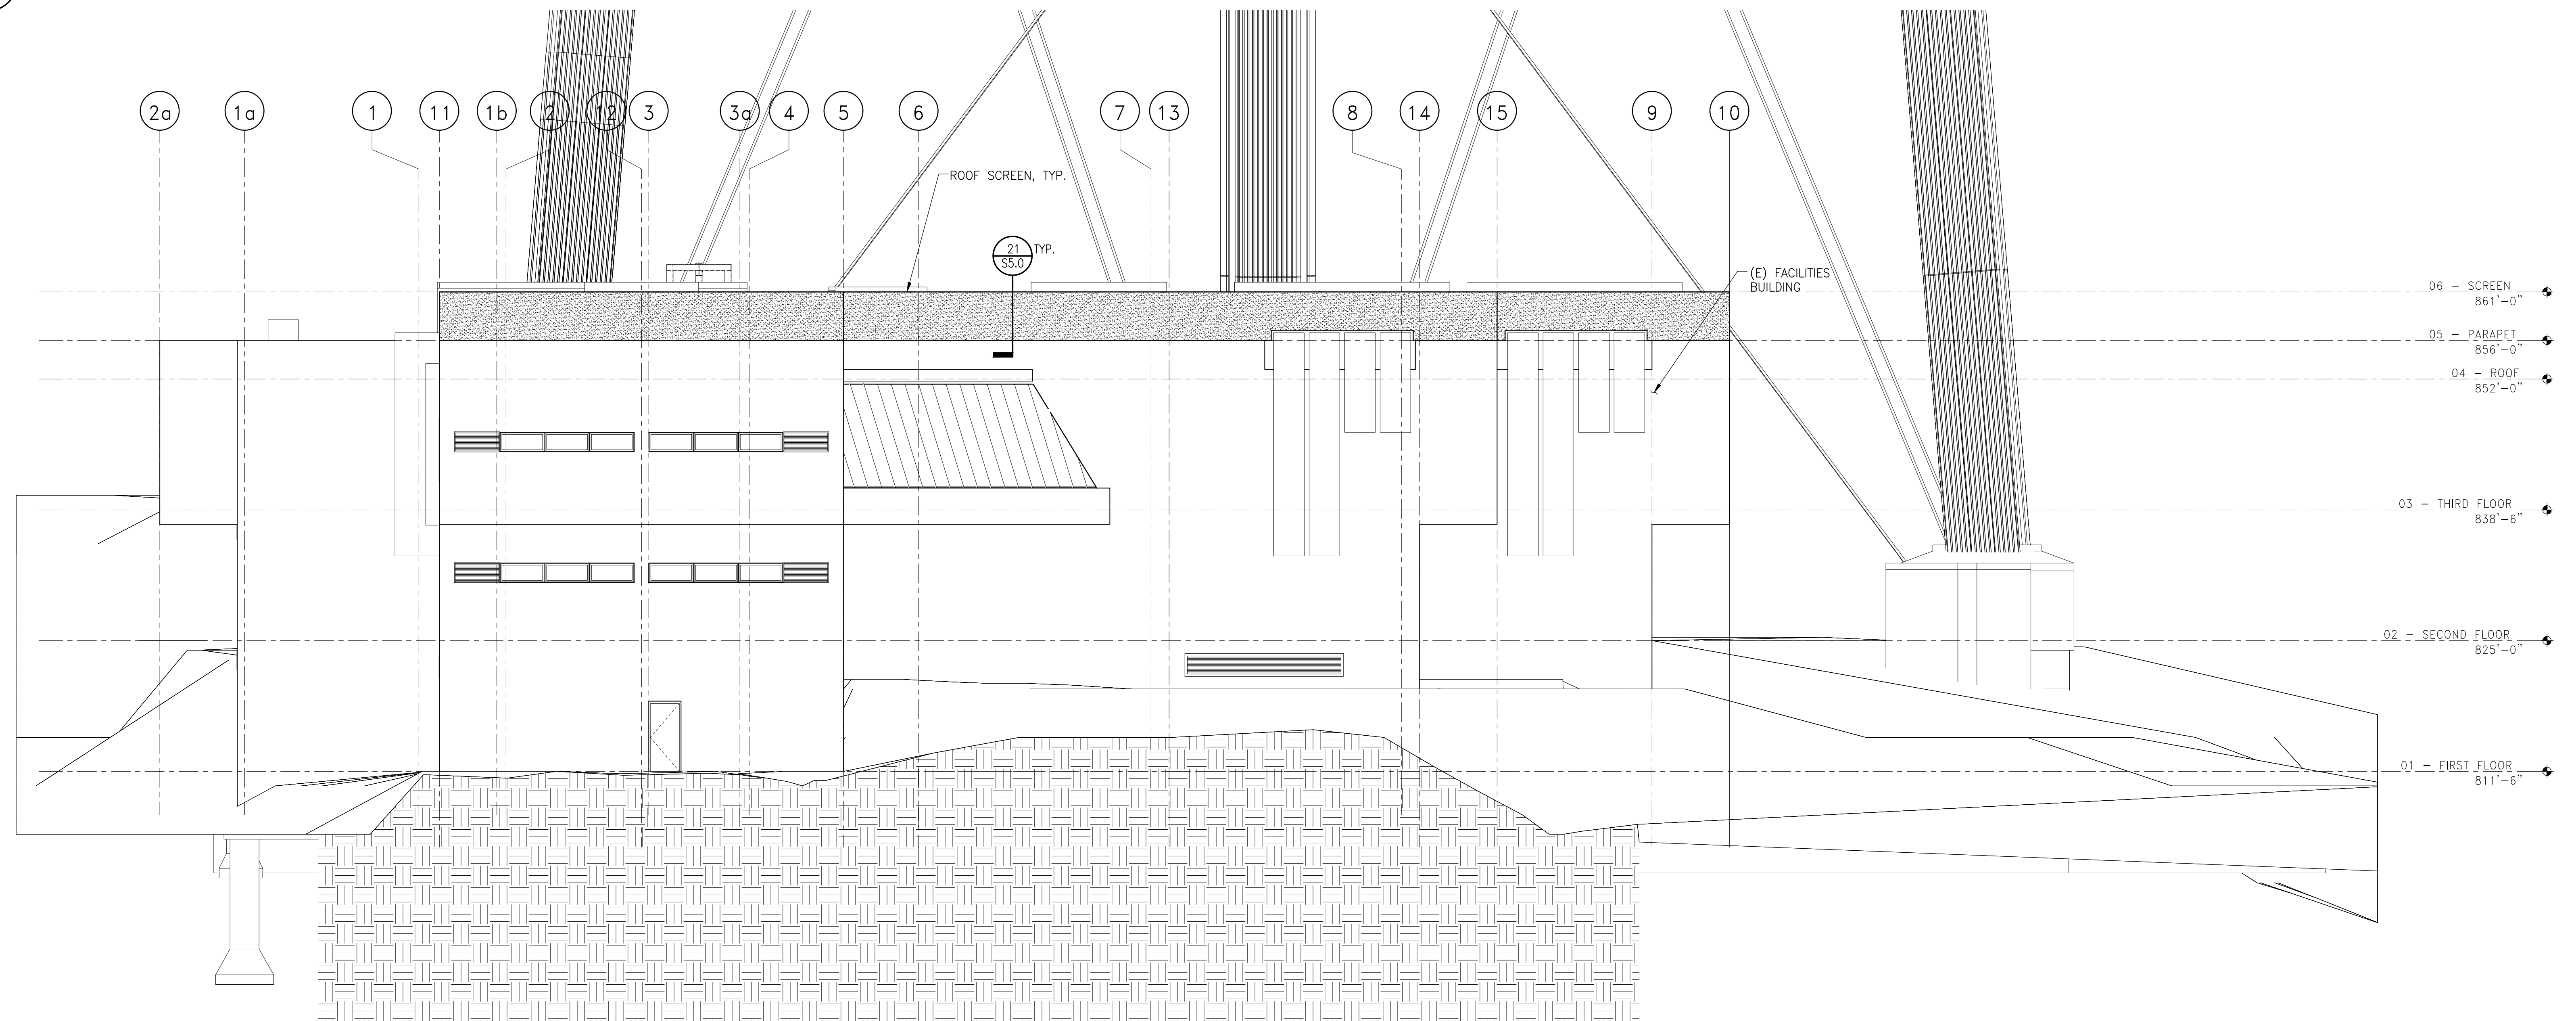 2a 1a 1 11 1b 2 12 3 3a 4 5 6 7 13 8 14 15 9 10
ROOF SCREEN, TYP.
21 TYP.
S5.0
(E) FACILITIES
BUILDING
06 – SCREEN
861'–0"
05 – PARAPET
856'–0"
04 – ROOF
852'–0"
03 – THIRD FLOOR
838'–6"
02 – SECOND FLOOR
825'–0"
01 – FIRST FLOOR
811'–6"